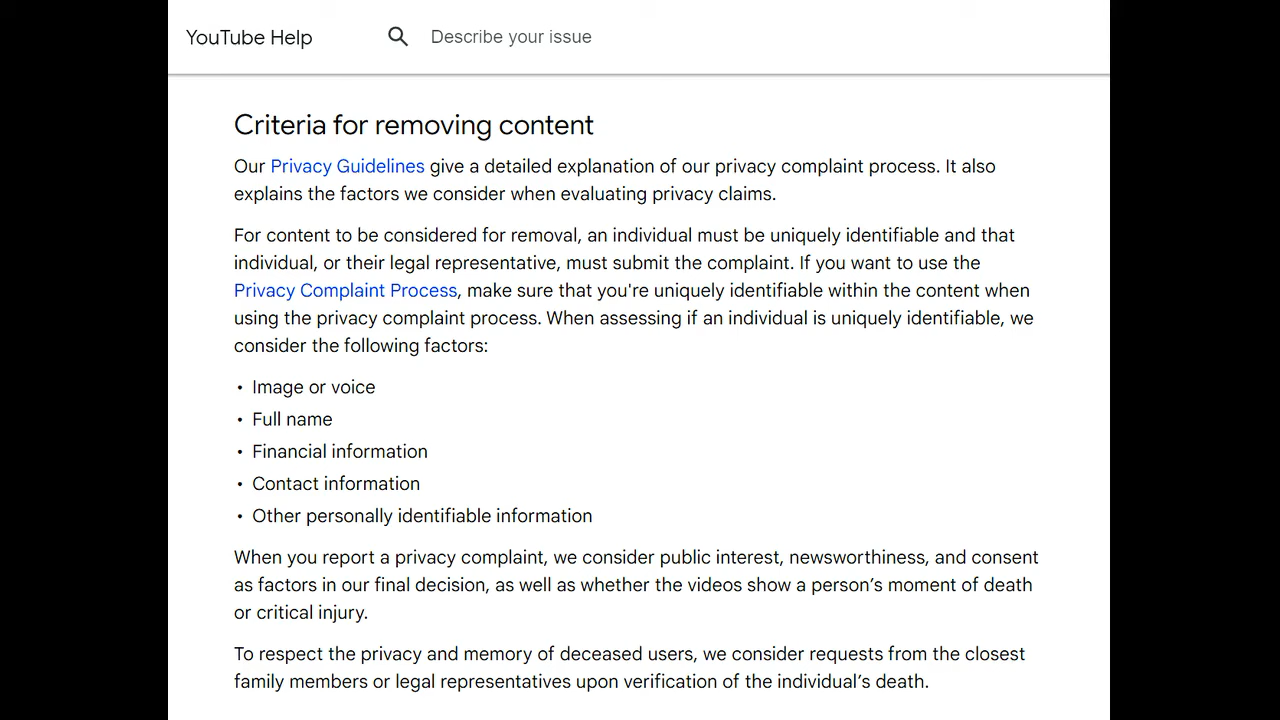 YouTube Help
Describe your issue
Criteria for removing content
Our Privacy Guidelines give a detailed explanation of our privacy complaint process. It also
explains the factors we consider when evaluating privacy claims.
For content to be considered for removal, an individual must be uniquely identifiable and that
individual, or their legal representative, must submit the complaint. If you want to use the
Privacy Complaint Process, make sure that you're uniquely identifiable within the content when
using the privacy complaint process. When assessing if an individual is uniquely identifiable, we
consider the following factors:
• Image or voice
• Full name
• Financial information
• Contact information
• Other personally identifiable information
When you report a privacy complaint, we consider public interest, newsworthiness, and consent
as factors in our final decision, as well as whether the videos show a person’s moment of death
or critical injury.
To respect the privacy and memory of deceased users, we consider requests from the closest
family members or legal representatives upon verification of the individual’s death.